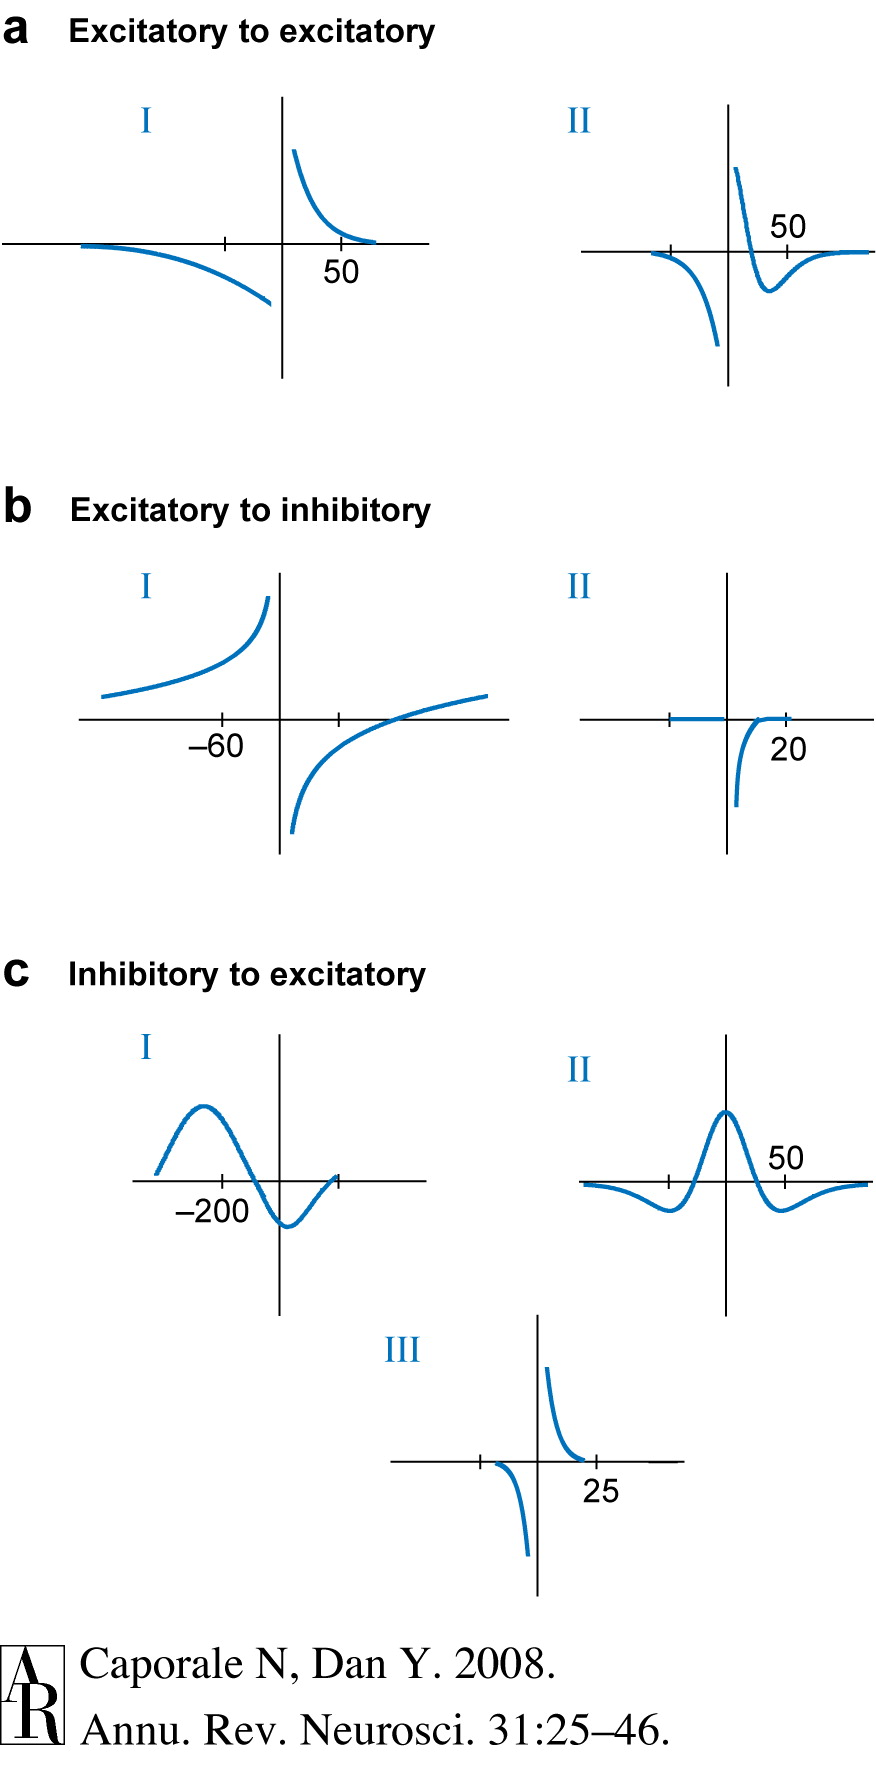 a Excitatory to excitatory
I
II
50
50
b Excitatory to inhibitory
I
II
–60
20
c Inhibitory to excitatory
I
II
50
–200
III
25
AR
Caporale N, Dan Y. 2008.
Annu. Rev. Neurosci. 31:25–46.